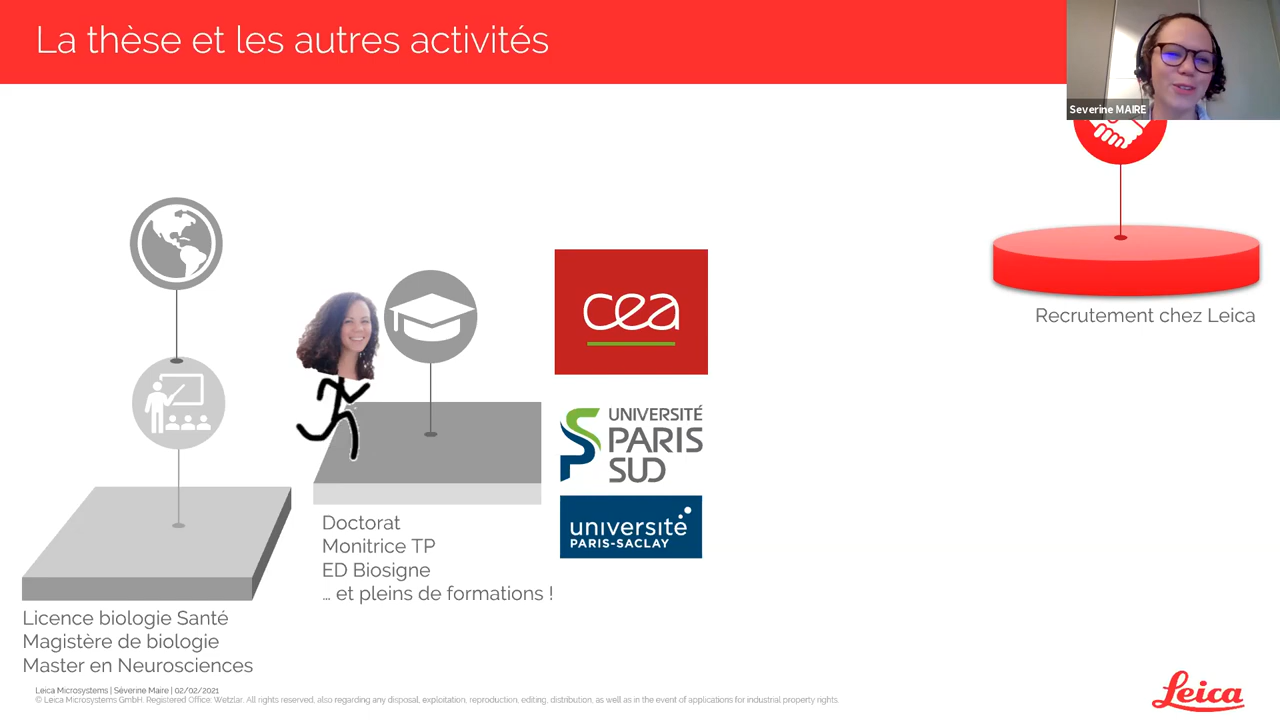 La thèse et les autres activités
Severine MAIRE
cea
UNIVERSITÉ
PARIS
SUD
université
PARIS-SACLAY
Recrutement chez Leica
Doctorat
Monitrice TP
ED Biosigne
... et pleins de formations !
Licence biologie Santé
Magistère de biologie
Master en Neurosciences
Leica Microsystems | Séverine Maire | 02/02/2021
© Leica Microsystems GmbH. Registered Office: Wetzlar. All rights reserved, also regarding any disposal, exploitation, reproduction, editing, distribution, as well as in the event of applications for industrial property rights.
Leica